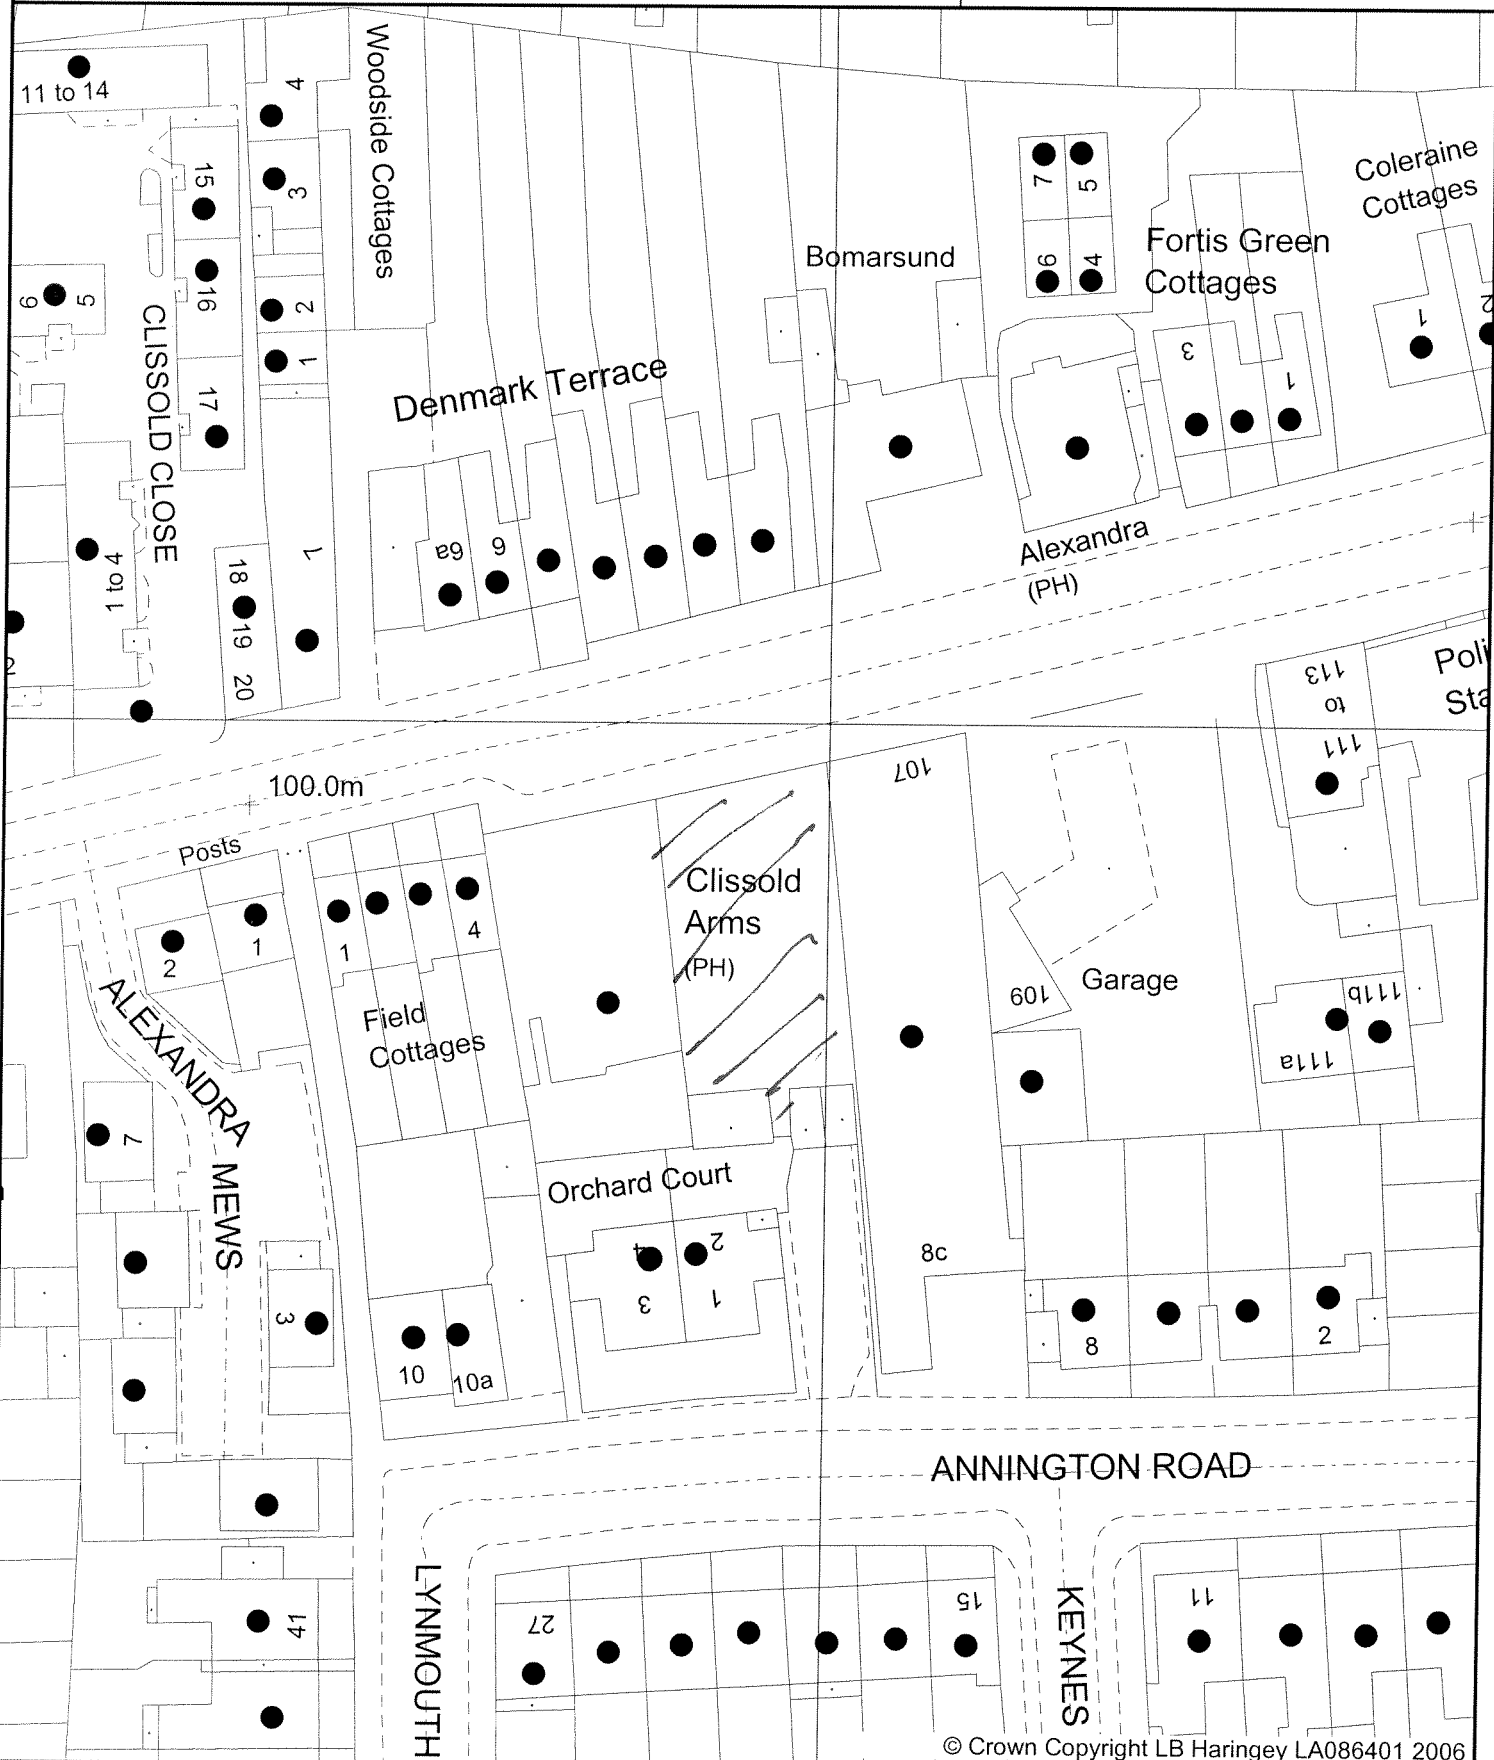 11 to 14
4
Woodside Cottages
3
15
16
2
1
17
6
5
CLISSOLD CLOSE
1 to 4
18
19
20
1
2
Denmark Terrace
6a
6
Bomarsund
7
5
6
4
Fortis Green
Cottages
Coleraine
Cottages
3
1
1
2
Alexandra
(PH)
113
to
111
Poli
Sta
100.0m
Posts
2
1
1
4
Field
Cottages
Clissold
Arms
(PH)
107
109
Garage
111a
111b
ALEXANDRA MEWS
7
3
Orchard Court
4
2
3
1
8c
10
10a
8
2
ANNINGTON ROAD
41
LYNMOUTH
27
15
KEYNES
11
© Crown Copyright LB Haringey LA086401 2006